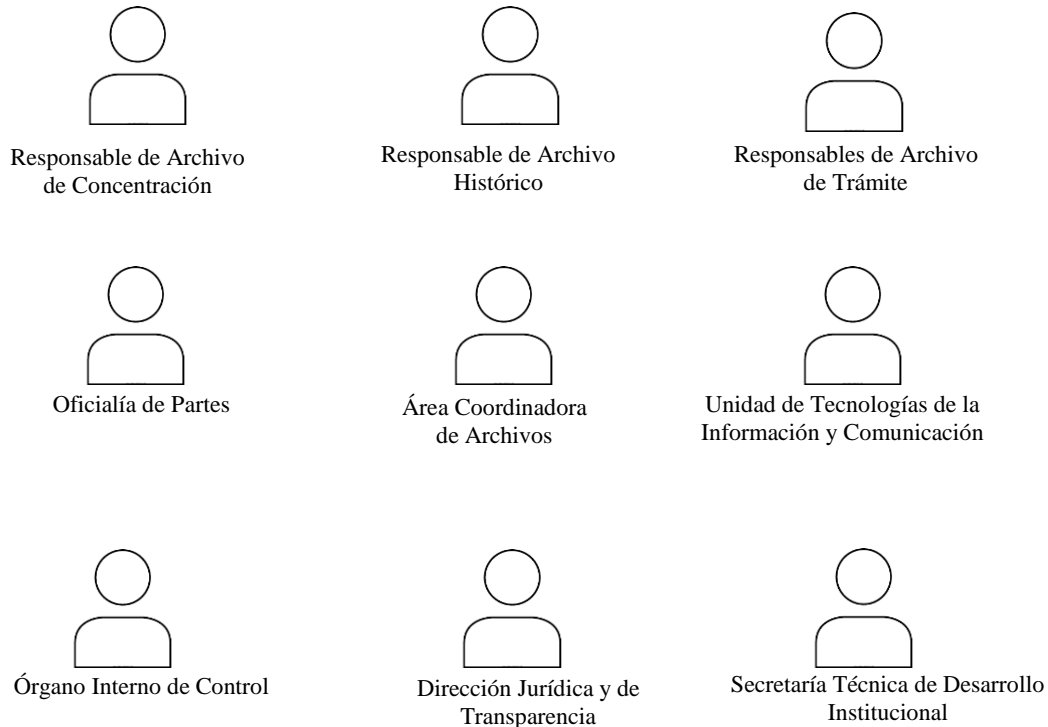 Responsable de Archivo
de Concentración
Responsable de Archivo
Histórico
Responsables de Archivo
de Trámite
Oficialía de Partes
Área Coordinadora
de Archivos
Unidad de Tecnologías de la
Información y Comunicación
Órgano Interno de Control
Dirección Jurídica y de
Transparencia
Secretaría Técnica de Desarrollo
Institucional